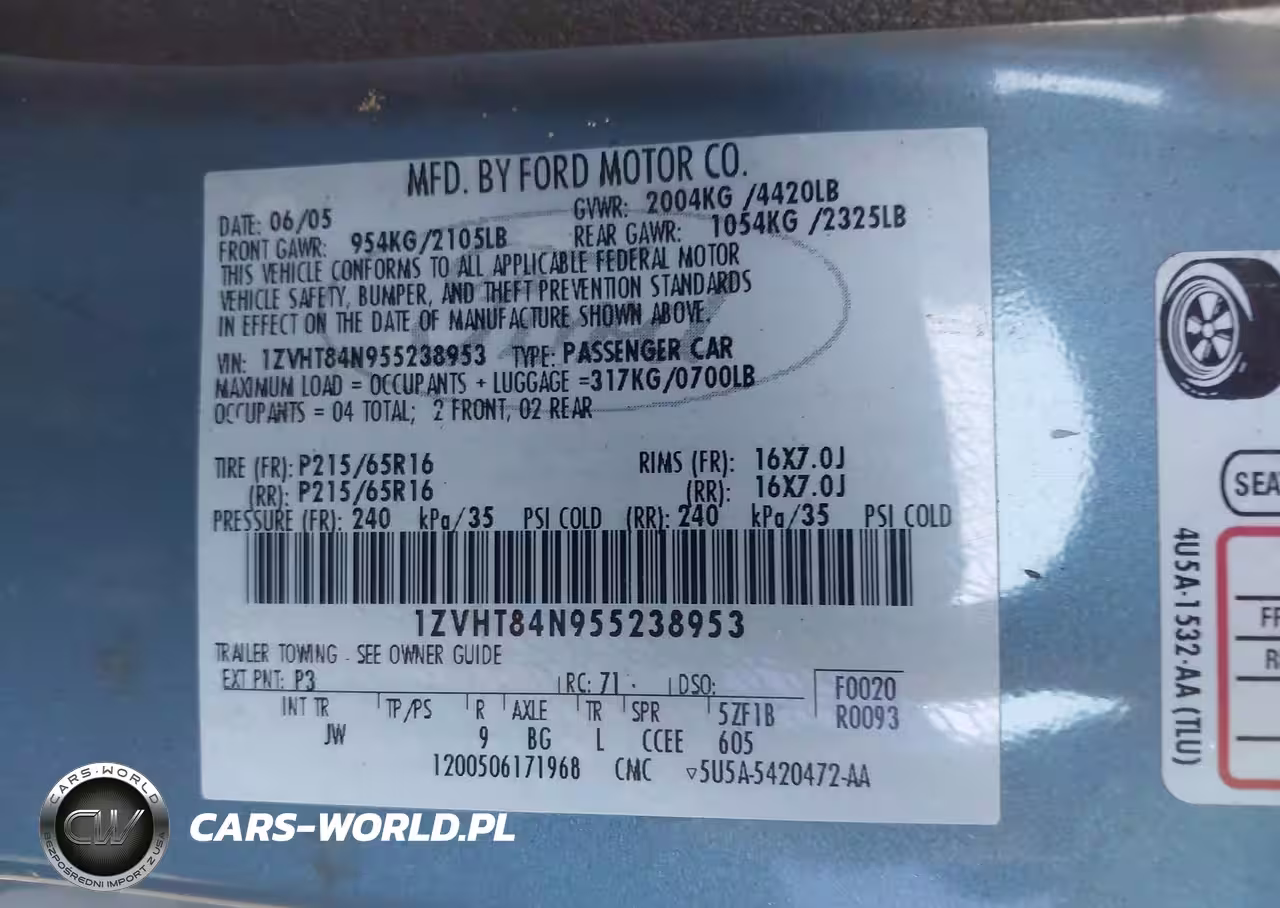 MFD. BY FORD MOTOR CO.
DATE: 06/05
GVWR: 2004KG /4420LB
FRONT GAWR: 954KG/2105LB
REAR GAWR: 1054KG /2325LB
THIS VEHICLE CONFORMS TO ALL APPLICABLE FEDERAL MOTOR
VEHICLE SAFETY, BUMPER, AND THEFT PREVENTION STANDARDS
IN EFFECT ON THE DATE OF MANUFACTURE SHOWN ABOVE.
VIN: 1ZVHT84N955238953 TYPE: PASSENGER CAR
MAXIMUM LOAD = OCCUPANTS + LUGGAGE =317KG/0700LB
OCCUPANTS = 04 TOTAL; 2 FRONT, 02 REAR
TIRE (FR): P215/65R16 RIMS (FR): 16X7.0J
(RR): P215/65R16 (RR): 16X7.0J
PRESSURE (FR): 240 kPa/35 PSI COLD (RR): 240 kPa/35 PSI COLD
1ZVHT84N955238953
TRAILER TOWING - SEE OWNER GUIDE
EXT PNT: P3 RC: 71 DSO:
F0020
INT TR TP/PS R AXLE TR SPR 5ZF1B
R0093
JW 9 BG L CCEE 605
1200506171968 CMC ▽5U5A-5420472-AA
SEA
4U5A-1532-AA (TLU)
CARS-WORLD
CW
BEZPOŚREDNI IMPORT Z USA
CARS-WORLD.PL